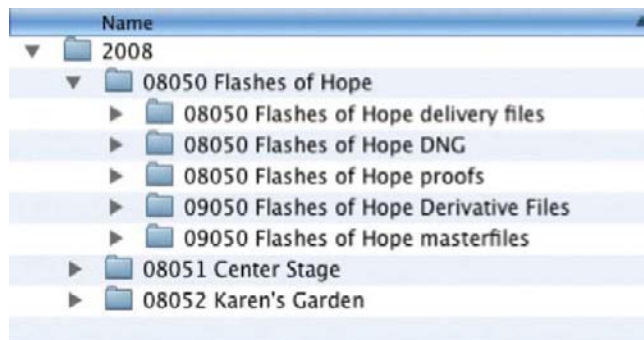 Name
2008
08050 Flashes of Hope
08050 Flashes of Hope delivery files
08050 Flashes of Hope DNG
08050 Flashes of Hope proofs
09050 Flashes of Hope Derivative Files
09050 Flashes of Hope masterfiles
08051 Center Stage
08052 Karen's Garden